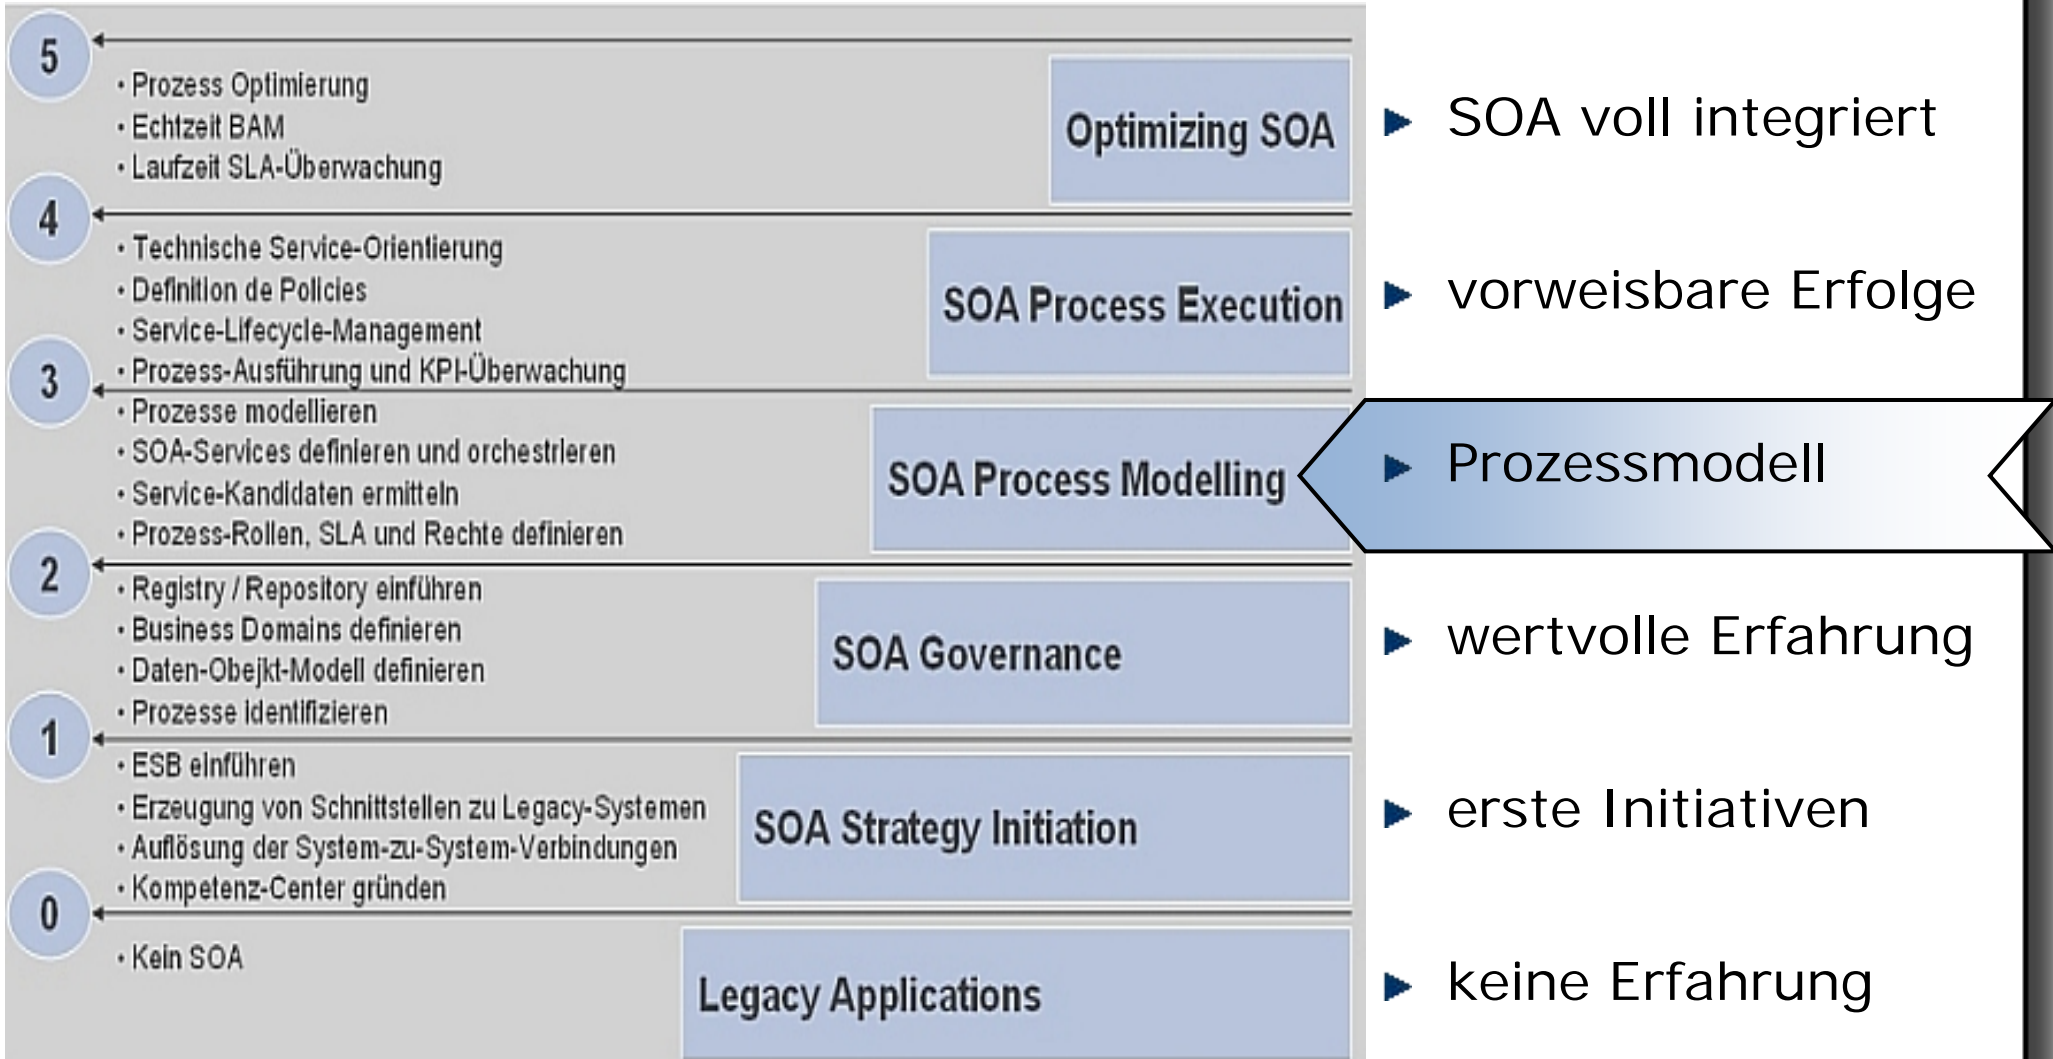 5
• Prozess Optimierung
• Echtzeit BAM
• Laufzeit SLA-Überwachung
Optimizing SOA
► SOA voll integriert
4
• Technische Service-Orientierung
• Definition de Policies
• Service-Lifecycle-Management
• Prozess-Ausführung und KPI-Überwachung
SOA Process Execution
► vorweisbare Erfolge
3
• Prozesse modellieren
• SOA-Services definieren und orchestrieren
• Service-Kandidaten ermitteln
• Prozess-Rollen, SLA und Rechte definieren
SOA Process Modelling
► Prozessmodell
2
• Registry / Repository einführen
• Business Domains definieren
• Daten-Obejkt-Modell definieren
• Prozesse identifizieren
SOA Governance
► wertvolle Erfahrung
1
• ESB einführen
• Erzeugung von Schnittstellen zu Legacy-Systemen
• Auflösung der System-zu-System-Verbindungen
• Kompetenz-Center gründen
SOA Strategy Initiation
► erste Initiativen
0
• Kein SOA
Legacy Applications
► keine Erfahrung